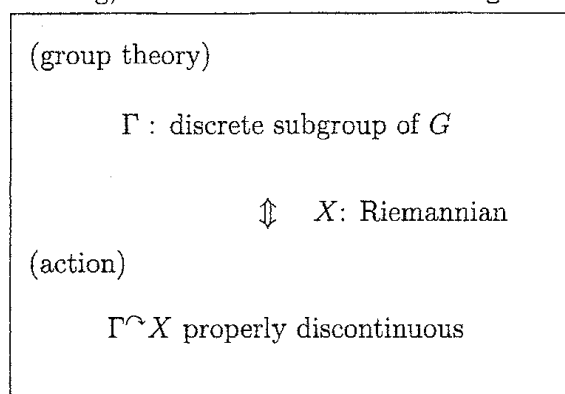 (group theory)
Γ : discrete subgroup of G
⇕ X: Riemannian
(action)
Γ↷X properly discontinuous